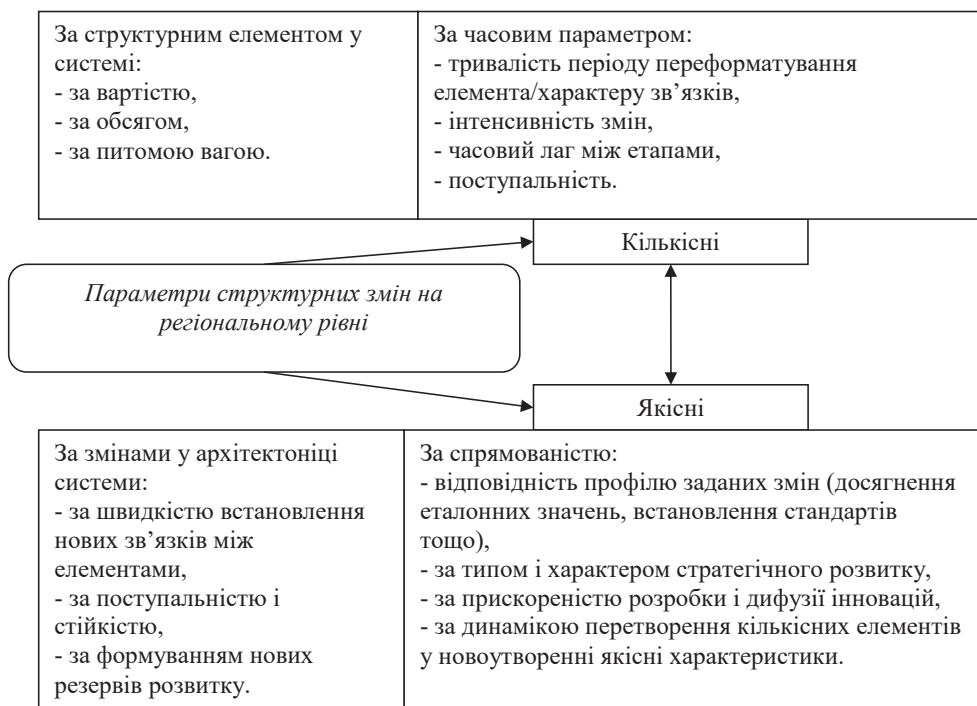 За структурним елементом у
системі:
- за вартістю,
- за обсягом,
- за питомою вагою.
За часовим параметром:
- тривалість періоду переформатування
елемента/характеру зв’язків,
- інтенсивність змін,
- часовий лаг між етапами,
- поступальність.
Кількісні
Параметри структурних змін на
регіональному рівні
Якісні
За змінами у архітектоніці
системи:
- за швидкістю встановлення
нових зв’язків між
елементами,
- за поступальністю і
стійкістю,
- за формуванням нових
резервів розвитку.
За спрямованістю:
- відповідність профілю заданих змін (досягнення
еталонних значень, встановлення стандартів
тощо),
- за типом і характером стратегічного розвитку,
- за прискореністю розробки і дифузії інновацій,
- за динамікою перетворення кількісних елементів
у новоутворенні якісні характеристики.